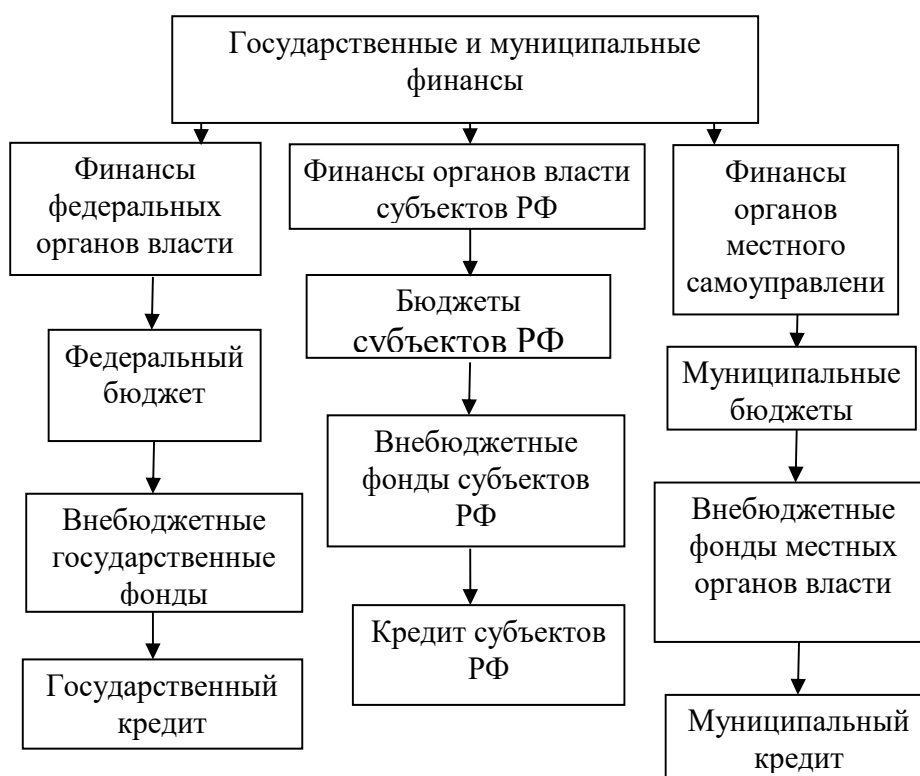 Государственные и муниципальные
финансы
Финансы
федеральных
органов власти
Федеральный
бюджет
Внебюджетные
государственные
фонды
Государственный
кредит
Финансы органов власти
субъектов РФ
Бюджеты
субъектов РФ
Внебюджетные
фонды субъектов
РФ
Кредит субъектов
РФ
Финансы
органов
местного
самоуправлени
Муниципальные
бюджеты
Внебюджетные
фонды местных
органов власти
Муниципальный
кредит